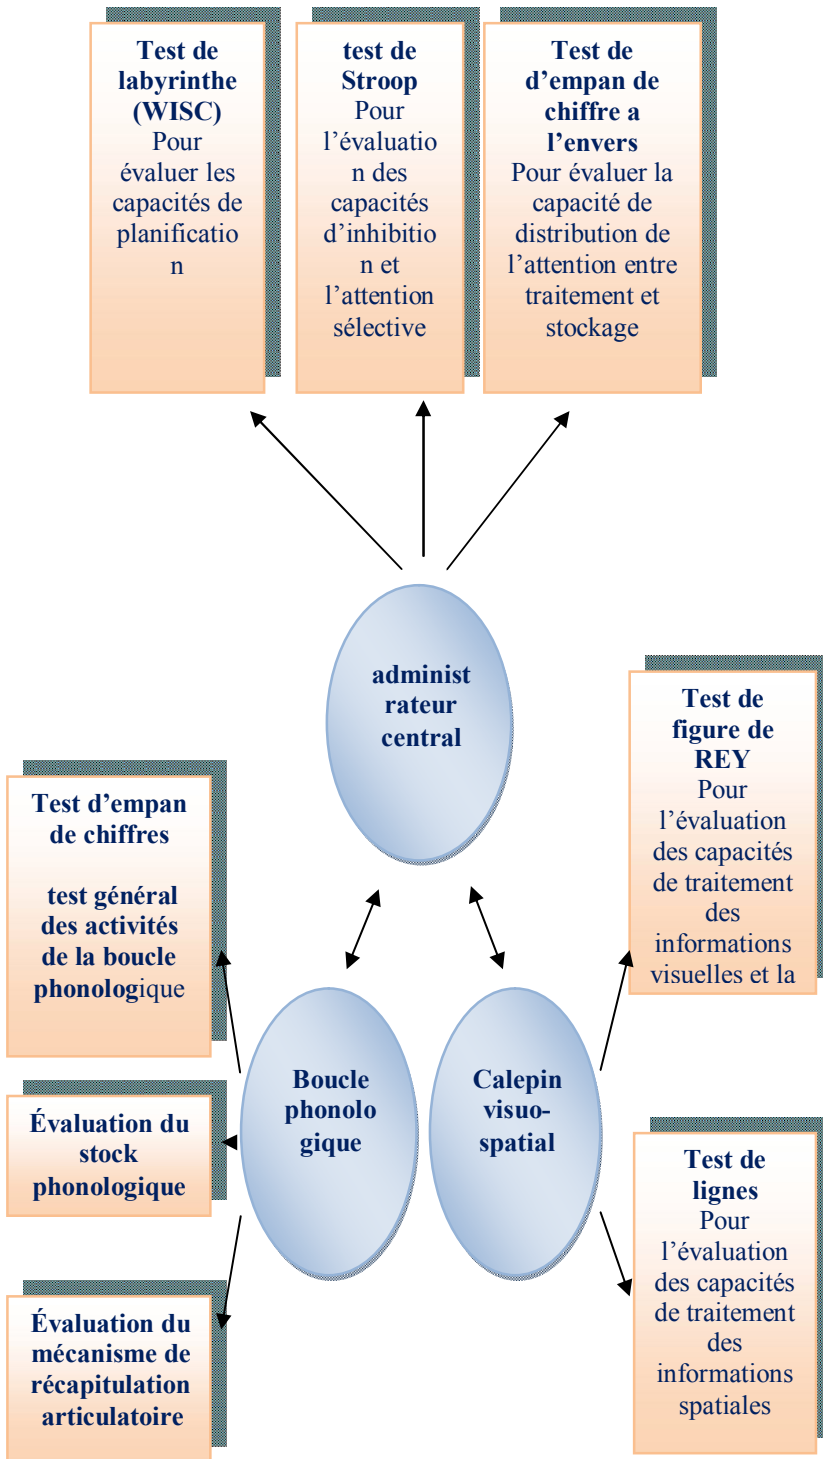 Test de
labyrinthe
(WISC)
Pour
évaluer les
capacités de
planificatio
n
test de
Stroop
Pour
l’évaluatio
n des
capacités
d’inhibitio
n et
l’attention
sélective
Test de
d’empan de
chiffre a
l’envers
Pour évaluer la
capacité de
distribution de
l’attention entre
traitement et
stockage
administ
rateur
central
Test d’empan
de chiffres
test général
des activités
de la boucle
phonologique
Évaluation du
stock
phonologique
Évaluation du
mécanisme de
récapitulation
articulatoire
Boucle
phonolo
gique
Calepin
visuo-
spatial
Test de
figure de
REY
Pour
l’évaluation
des capacités
de traitement
des
informations
visuelles et la
Test de
lignes
Pour
l’évaluation
des capacités
de traitement
des
informations
spatiales